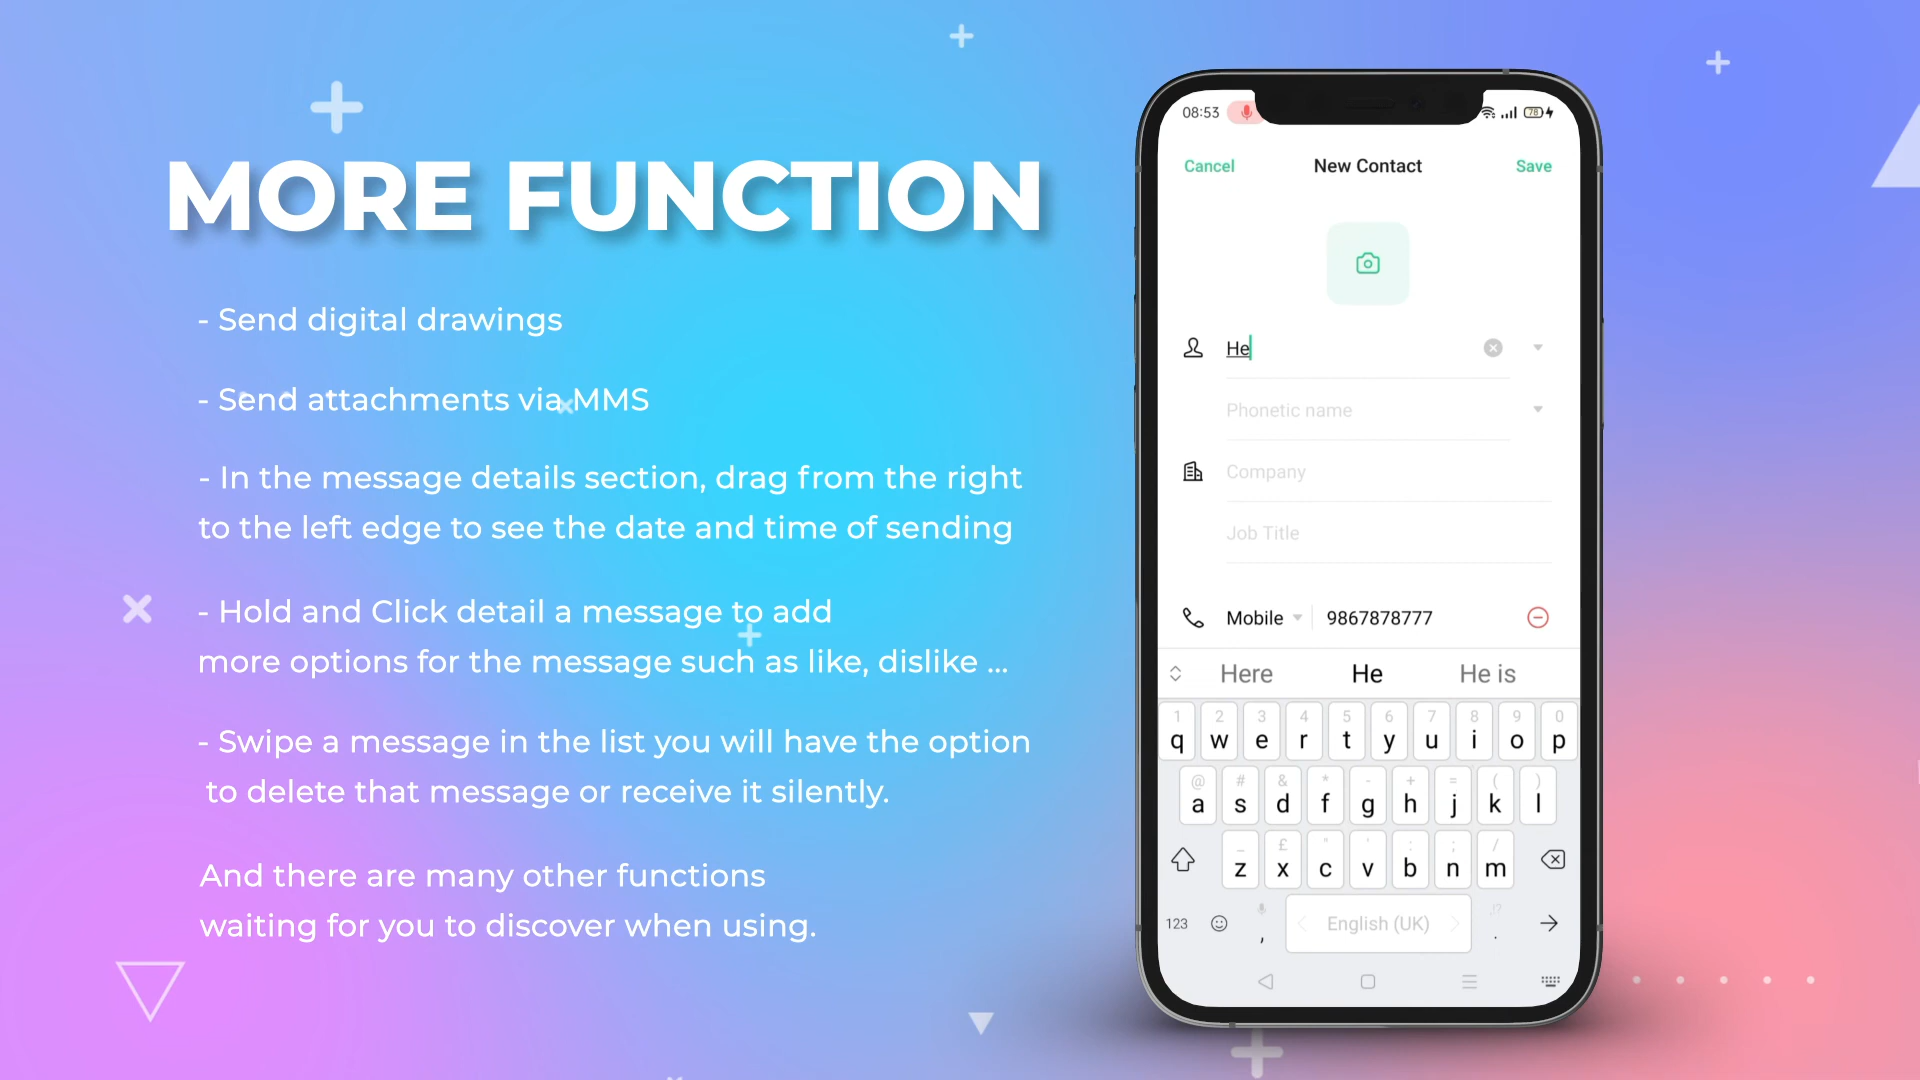 MORE FUNCTION
- Send digital drawings
- Send attachments via MMS
- In the message details section, drag from the right
to the left edge to see the date and time of sending
- Hold and Click detail a message to add
more options for the message such as like, dislike ...
- Swipe a message in the list you will have the option
to delete that message or receive it silently.
And there are many other functions
waiting for you to discover when using.
08:53 78
Cancel New Contact Save
He
Phonetic name
Company
Job Title
Mobile 9867878777
Here He He is
1 2 3 4 5 6 7 8 9 0
q w e r t y u i o p
@ # & * - + = ( )
a s d f g h j k l
_ £ " ' : ; /
z x c v b n m
123 , English (UK) !? .